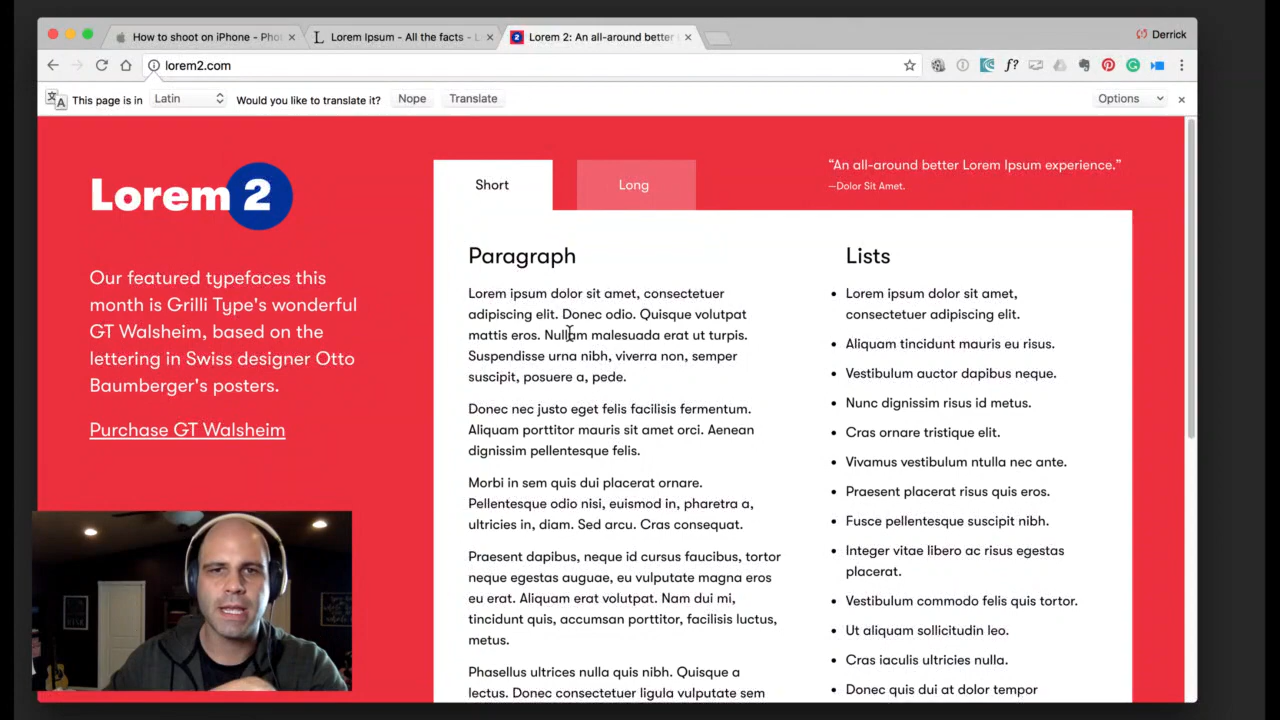 How to shoot on iPhone - Pho
Lorem Ipsum - All the facts - L
Lorem 2: An all-around better
Derrick
lorem2.com
This page is in
Latin
Would you like to translate it?
Nope
Translate
Options
Lorem 2
Our featured typefaces this
month is Grilli Type's wonderful
GT Walsheim, based on the
lettering in Swiss designer Otto
Baumberger's posters.
Purchase GT Walsheim
Short
Long
“An all-around better Lorem Ipsum experience.”
—Dolor Sit Amet.
Paragraph
Lorem ipsum dolor sit amet, consectetuer
adipiscing elit. Donec odio. Quisque volutpat
mattis eros. Nullam malesuada erat ut turpis.
Suspendisse urna nibh, viverra non, semper
suscipit, posuere a, pede.
Donec nec justo eget felis facilisis fermentum.
Aliquam porttitor mauris sit amet orci. Aenean
dignissim pellentesque felis.
Morbi in sem quis dui placerat ornare.
Pellentesque odio nisi, euismod in, pharetra a,
ultricies in, diam. Sed arcu. Cras consequat.
Praesent dapibus, neque id cursus faucibus, tortor
neque egestas auguae, eu vulputate magna eros
eu erat. Aliquam erat volutpat. Nam dui mi,
tincidunt quis, accumsan porttitor, facilisis luctus,
metus.
Phasellus ultrices nulla quis nibh. Quisque a
lectus. Donec consectetuer ligula vulputate sem
Lists
Lorem ipsum dolor sit amet,
consectetuer adipiscing elit.
Aliquam tincidunt mauris eu risus.
Vestibulum auctor dapibus neque.
Nunc dignissim risus id metus.
Cras ornare tristique elit.
Vivamus vestibulum ntulla nec ante.
Praesent placerat risus quis eros.
Fusce pellentesque suscipit nibh.
Integer vitae libero ac risus egestas
placerat.
Vestibulum commodo felis quis tortor.
Ut aliquam sollicitudin leo.
Cras iaculis ultricies nulla.
Donec quis dui at dolor tempor